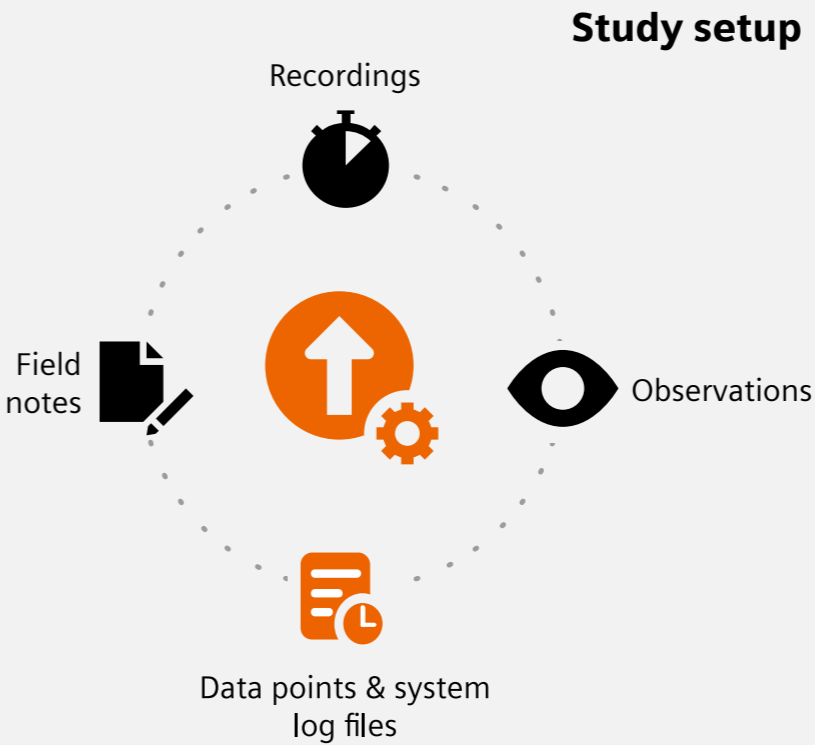 Study setup
Recordings
Field
notes
Observations
Data points & system
log files